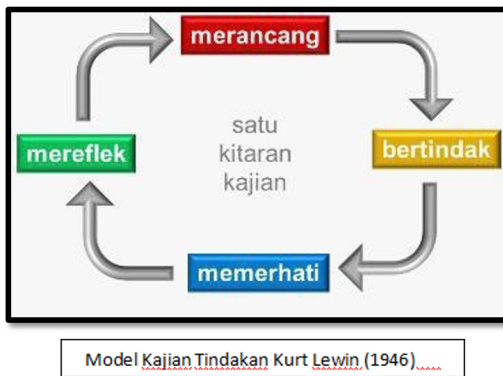 merancang
satu
kitaran
kajian
bertindak
memerhati
mereflek
Model Kajian Tindakan Kurt Lewin (1946)